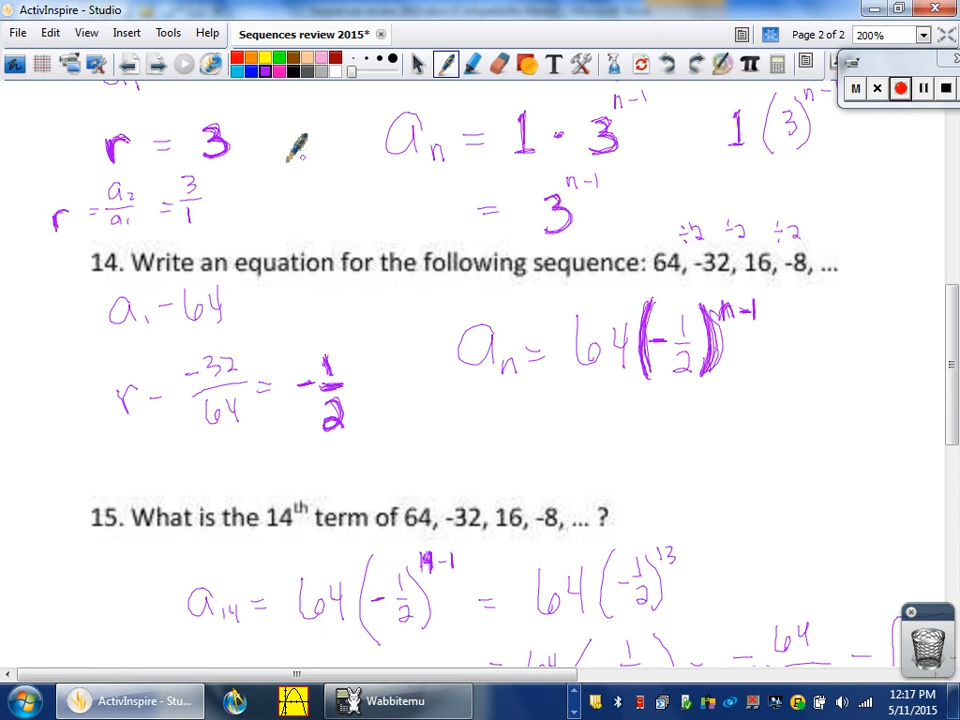 ActivInspire - Studio
File Edit View Insert Tools Help
Sequences review 2015*
Page 2 of 2 200%
M
r = 3
aₙ = 1 · 3ⁿ⁻¹
1 (3)ⁿ⁻
r = a₂/a₁ = 3/1
= 3ⁿ⁻¹
÷-2 ÷-2 ÷-2
14. Write an equation for the following sequence: 64, -32, 16, -8, ...
a₁ - 64
aₙ = 64(-1/2)ⁿ⁻¹
r - -32/64 = -1/2
15. What is the 14th term of 64, -32, 16, -8, ... ?
a₁₄ = 64(-1/2)¹⁴⁻¹ = 64(-1/2)¹³
64
ActivInspire - Stu...
Wabbitemu
12:17 PM
5/11/2015